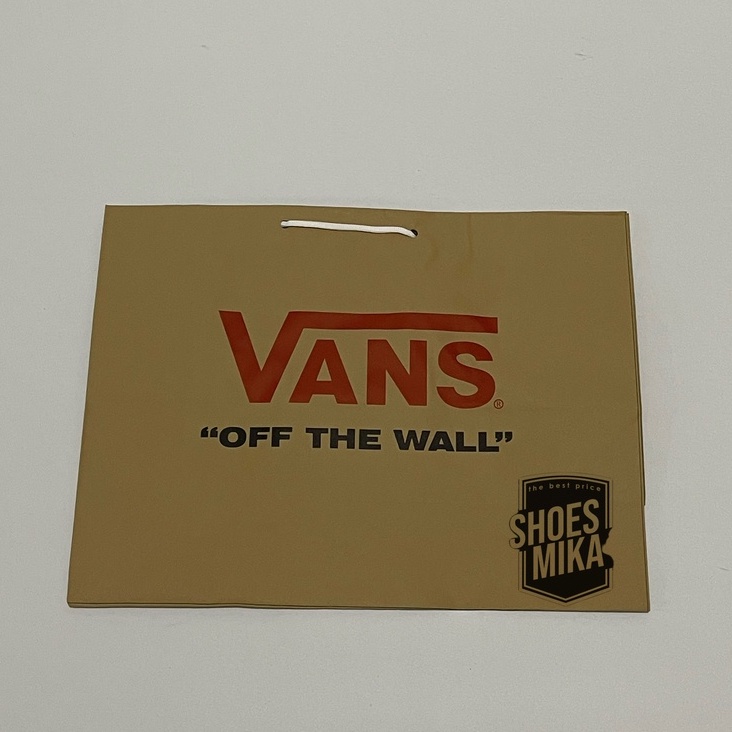 VANS®
“OFF THE WALL”
the best price
SHOES
MIKA